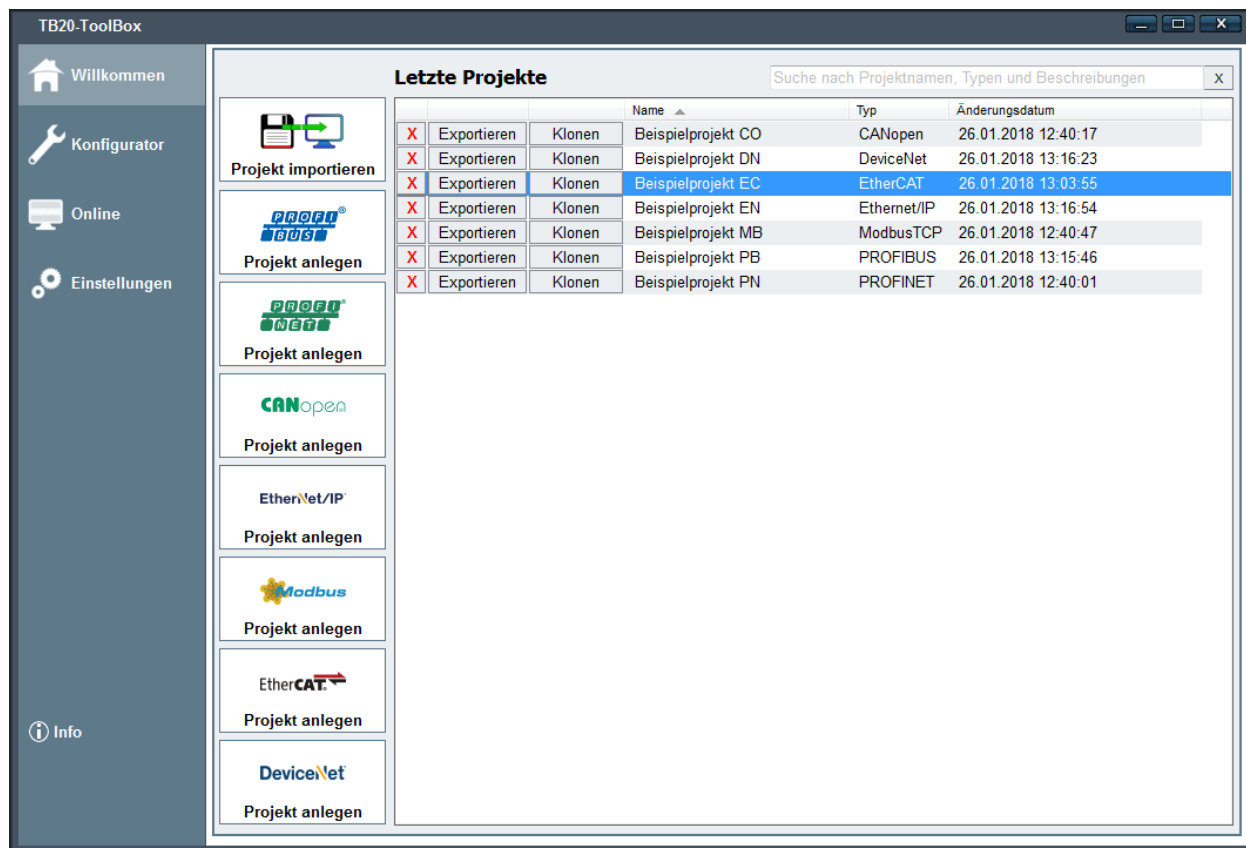 TB20-ToolBox
Willkommen
Konfigurator
Online
Einstellungen
Info
Projekt importieren
PROFI®
BUS
Projekt anlegen
PROFI®
NET
Projekt anlegen
CANopen
Projekt anlegen
EtherNet/IP
Projekt anlegen
Modbus
Projekt anlegen
EtherCAT.
Projekt anlegen
DeviceNet
Projekt anlegen
Letzte Projekte
Suche nach Projektnamen, Typen und Beschreibungen X
Name Typ Änderungsdatum
X Exportieren Klonen Beispielprojekt CO CANopen 26.01.2018 12:40:17
X Exportieren Klonen Beispielprojekt DN DeviceNet 26.01.2018 13:16:23
X Exportieren Klonen Beispielprojekt EC EtherCAT 26.01.2018 13:03:55
X Exportieren Klonen Beispielprojekt EN Ethernet/IP 26.01.2018 13:16:54
X Exportieren Klonen Beispielprojekt MB ModbusTCP 26.01.2018 12:40:47
X Exportieren Klonen Beispielprojekt PB PROFIBUS 26.01.2018 13:15:46
X Exportieren Klonen Beispielprojekt PN PROFINET 26.01.2018 12:40:01